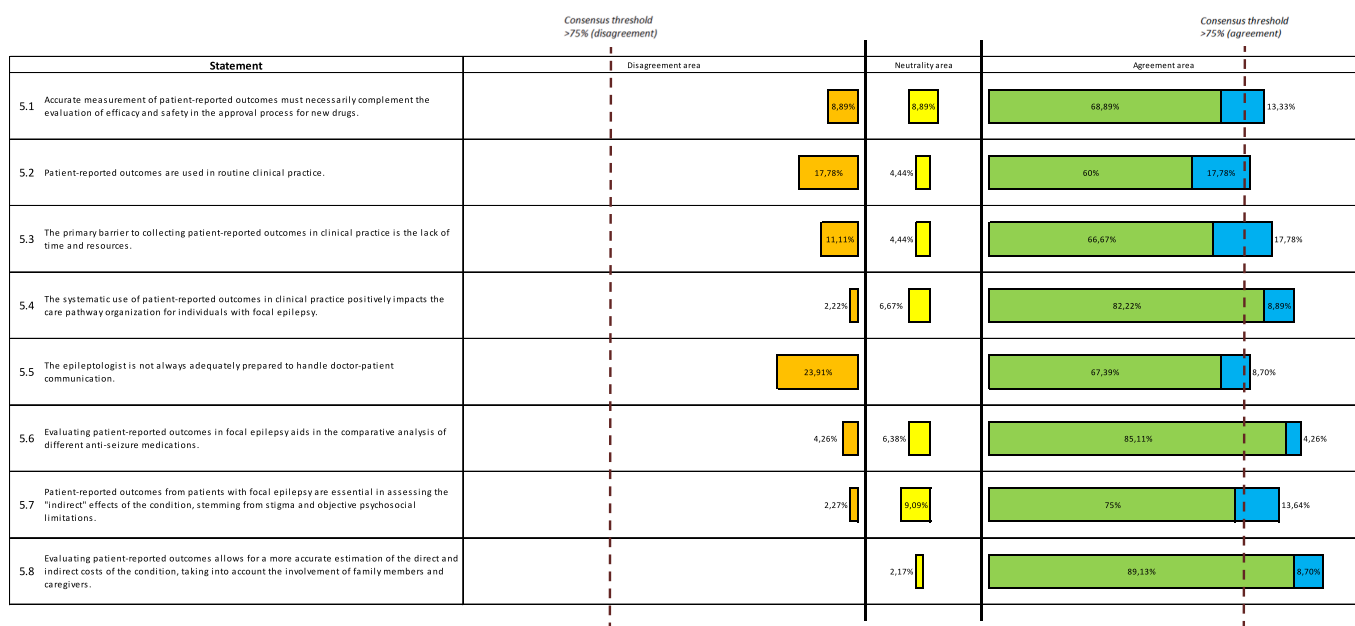 Consensus threshold
>75% (disagreement)
Consensus threshold
>75% (agreement)
Statement
Disagreement area
Neutrality area
Agreement area
5.1
Accurate measurement of patient-reported outcomes must necessarily complement the
evaluation of efficacy and safety in the approval process for new drugs.
8,89%
8,89%
68,89%
13,33%
5.2
Patient-reported outcomes are used in routine clinical practice.
17,78%
4,44%
60%
17,78%
5.3
The primary barrier to collecting patient-reported outcomes in clinical practice is the lack of
time and resources.
11,11%
4,44%
66,67%
17,78%
5.4
The systematic use of patient-reported outcomes in clinical practice positively impacts the
care pathway organization for individuals with focal epilepsy.
2,22%
6,67%
82,22%
8,89%
5.5
The epileptologist is not always adequately prepared to handle doctor-patient
communication.
23,91%
67,39%
8,70%
5.6
Evaluating patient-reported outcomes in focal epilepsy aids in the comparative analysis of
different anti-seizure medications.
4,26%
6,38%
85,11%
4,26%
5.7
Patient-reported outcomes from patients with focal epilepsy are essential in assessing the
"indirect" effects of the condition, stemming from stigma and objective psychosocial
limitations.
2,27%
9,09%
75%
13,64%
5.8
Evaluating patient-reported outcomes allows for a more accurate estimation of the direct and
indirect costs of the condition, taking into account the involvement of family members and
caregivers.
2,17%
89,13%
8,70%